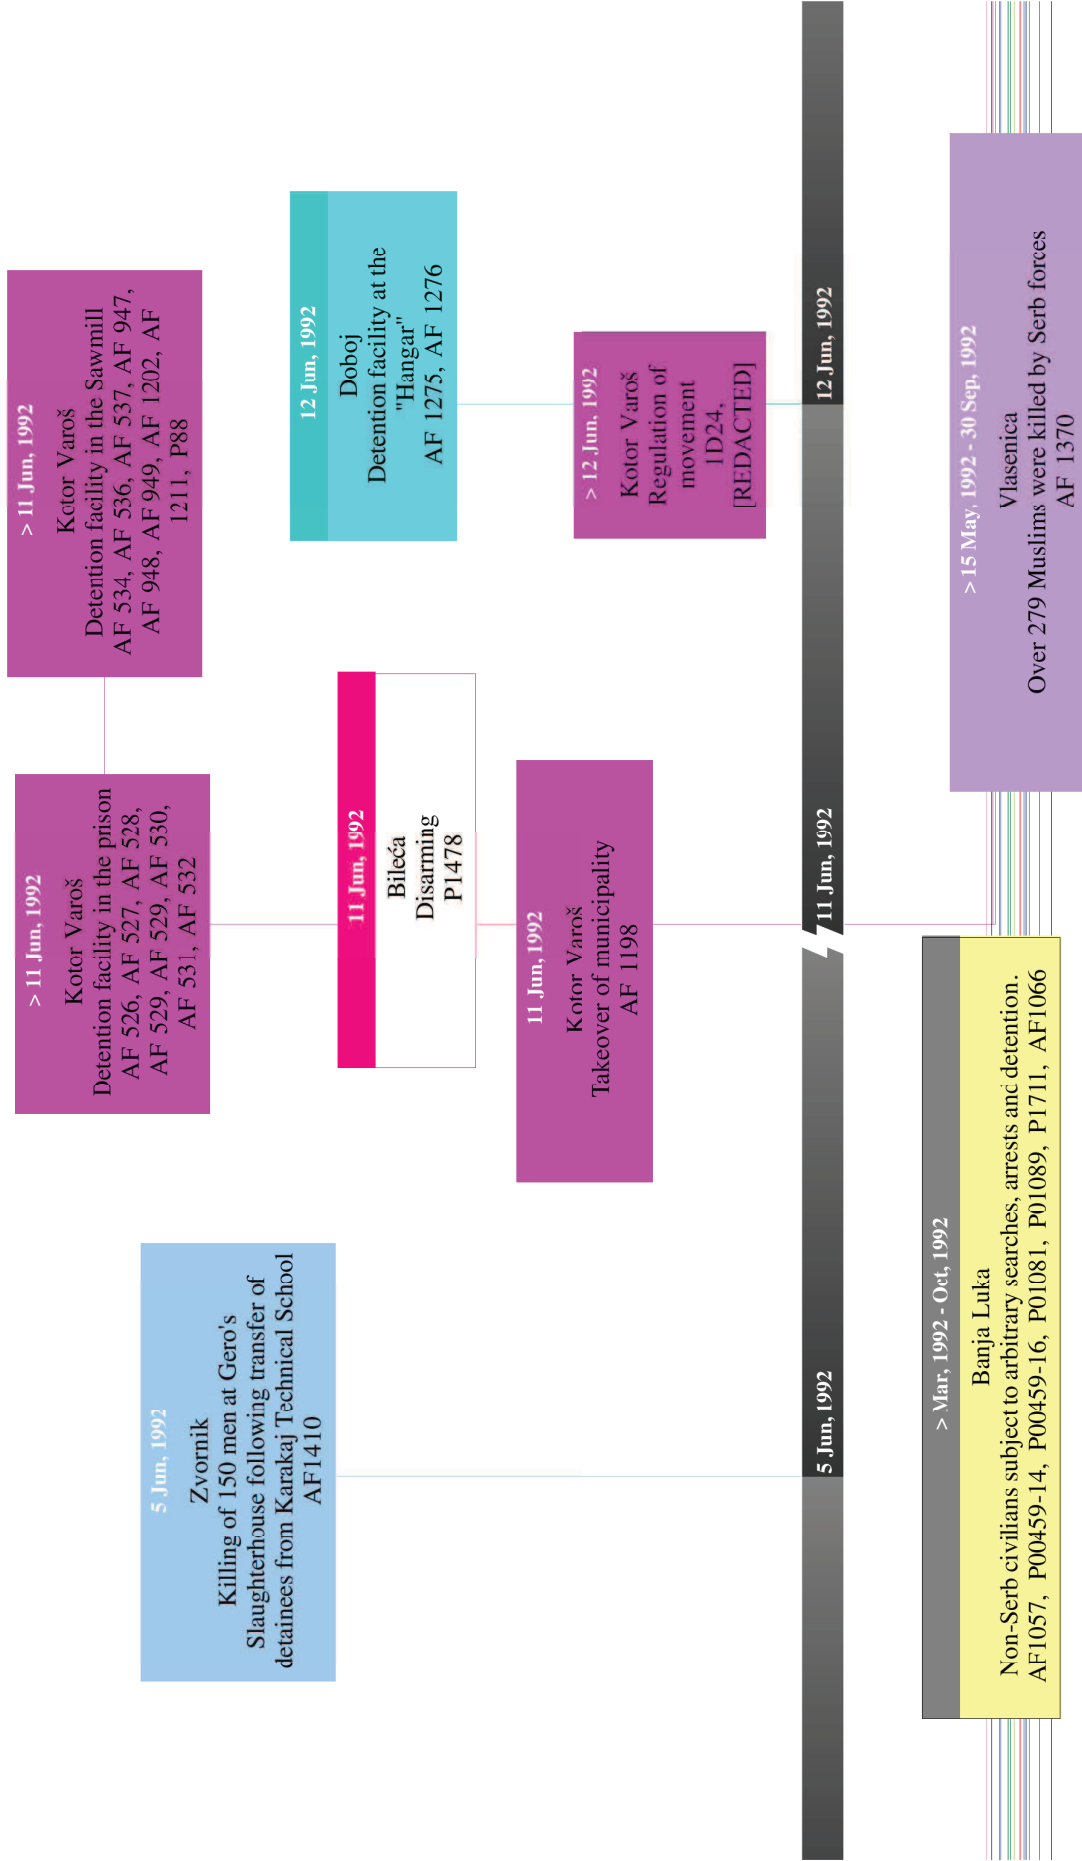 5 Jun, 1992
Zvornik
Killing of 150 men at Gero's
Slaughterhouse following transfer of
detainees from Karakaj Technical School
AF1410
> 11 Jun, 1992
Kotor Varoš
Detention facility in the prison
AF 526, AF 527, AF 528,
AF 529, AF 529, AF 530,
AF 531, AF 532
> 11 Jun, 1992
Kotor Varoš
Detention facility in the Sawmill
AF 534, AF 536, AF 537, AF 947,
AF 948, AF 949, AF 1202, AF
1211, P88
11 Jun, 1992
Bileća
Disarming
P1478
12 Jun, 1992
Doboj
Detention facility at the
"Hangar"
AF 1275, AF 1276
11 Jun, 1992
Kotor Varoš
Takeover of municipality
AF 1198
> 12 Jun, 1992
Kotor Varoš
Regulation of
movement
1D24,
[REDACTED]
5 Jun, 1992
11 Jun, 1992
12 Jun, 1992
> Mar, 1992 - Oct, 1992
Banja Luka
Non-Serb civilians subject to arbitrary searches, arrests and detention.
AF1057, P00459-14, P00459-16, P01081, P01089, P1711, AF1066
> 15 May, 1992 - 30 Sep, 1992
Vlasenica
Over 279 Muslims were killed by Serb forces
AF 1370